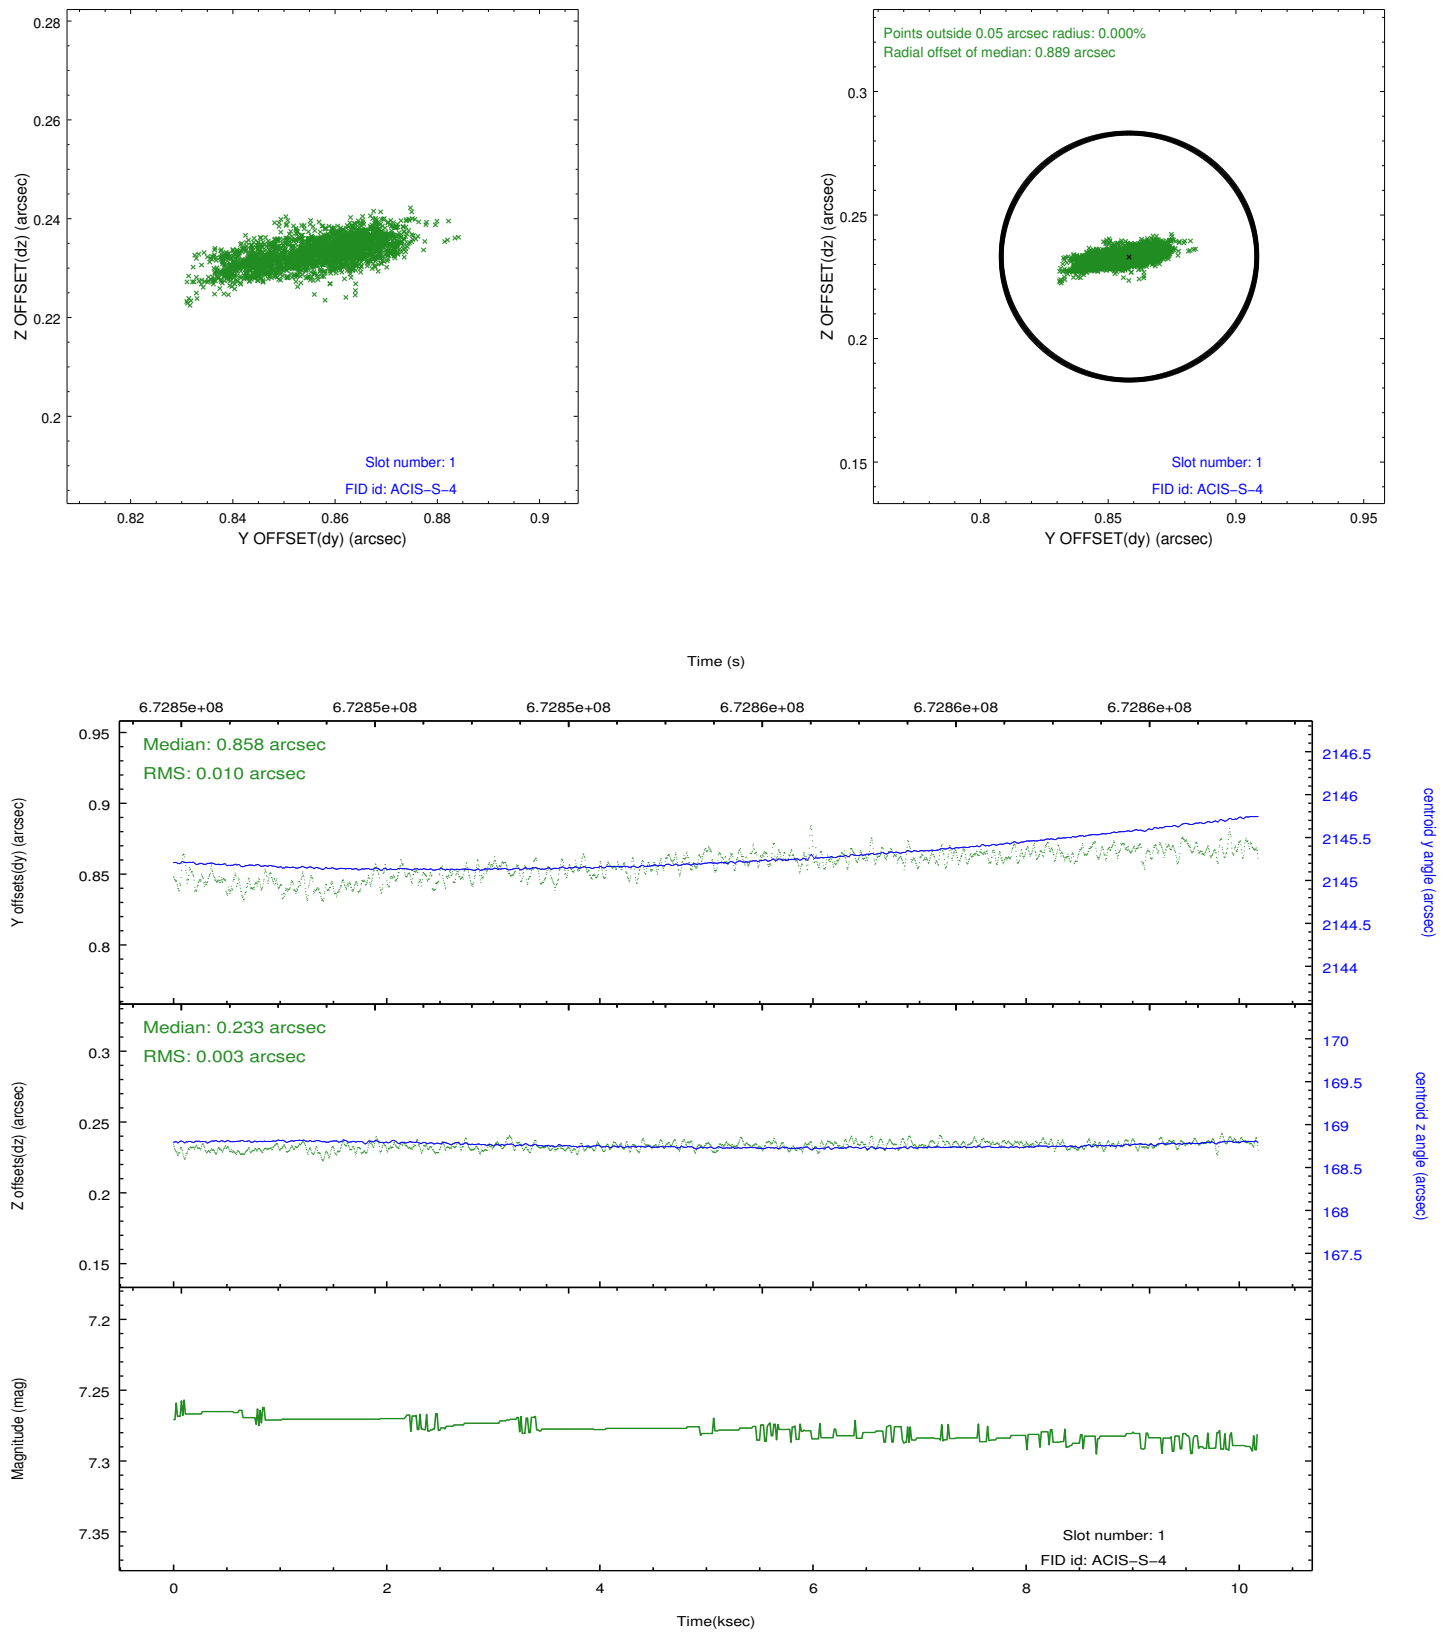 0.28
0.26
0.24
0.22
0.2
Z OFFSET(dz) (arcsec)
Slot number: 1
FID id: ACIS−S−4
0.82 0.84 0.86 0.88 0.9
Y OFFSET(dy) (arcsec)
Points outside 0.05 arcsec radius: 0.000%
Radial offset of median: 0.889 arcsec
0.3
0.25
0.2
0.15
Z OFFSET(dz) (arcsec)
Slot number: 1
FID id: ACIS−S−4
0.8 0.85 0.9 0.95
Y OFFSET(dy) (arcsec)
Time (s)
6.7285e+08 6.7285e+08 6.7285e+08 6.7286e+08 6.7286e+08 6.7286e+08
Median: 0.858 arcsec
RMS: 0.010 arcsec
0.95
0.9
0.85
0.8
Y offsets(dy) (arcsec)
2146.5
2146
2145.5
2145
2144.5
2144
centroid y angle (arcsec)
Median: 0.233 arcsec
RMS: 0.003 arcsec
0.3
0.25
0.2
0.15
Z offsets(dz) (arcsec)
170
169.5
169
168.5
168
167.5
centroid z angle (arcsec)
7.2
7.25
7.3
7.35
Magnitude (mag)
Slot number: 1
FID id: ACIS−S−4
0 2 4 6 8 10
Time(ksec)